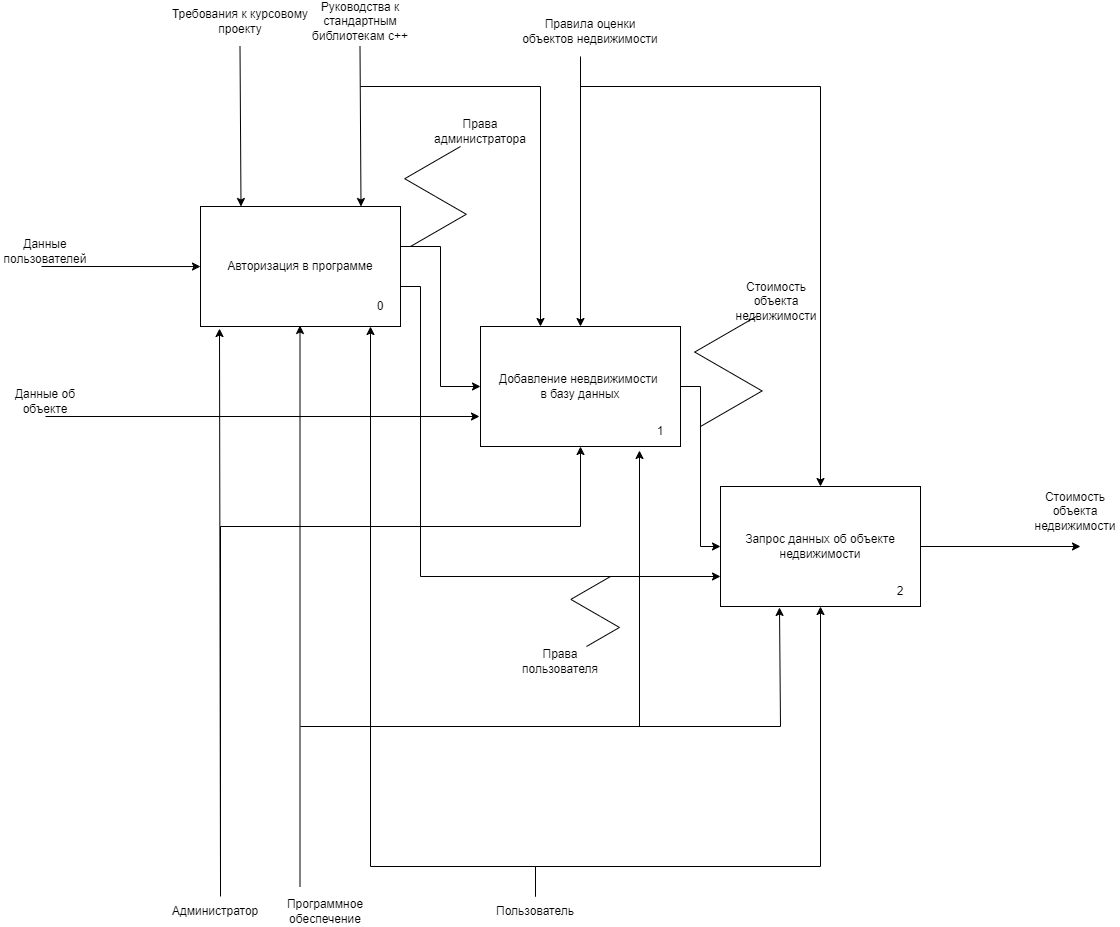 Требования к курсовому
проекту
Руководства к
стандартным
библиотекам с++
Правила оценки
объектов недвижимости
Права
администратора
Данные
пользователей
Авторизация в программе
0
Стоимость
объекта
недвижимости
Данные об
объекте
Добавление невдвижимости
в базу данных
1
Стоимость
объекта
недвижимости
Запрос данных об объекте
недвижимости
2
Права
пользователя
Администратор
Программное
обеспечение
Пользователь